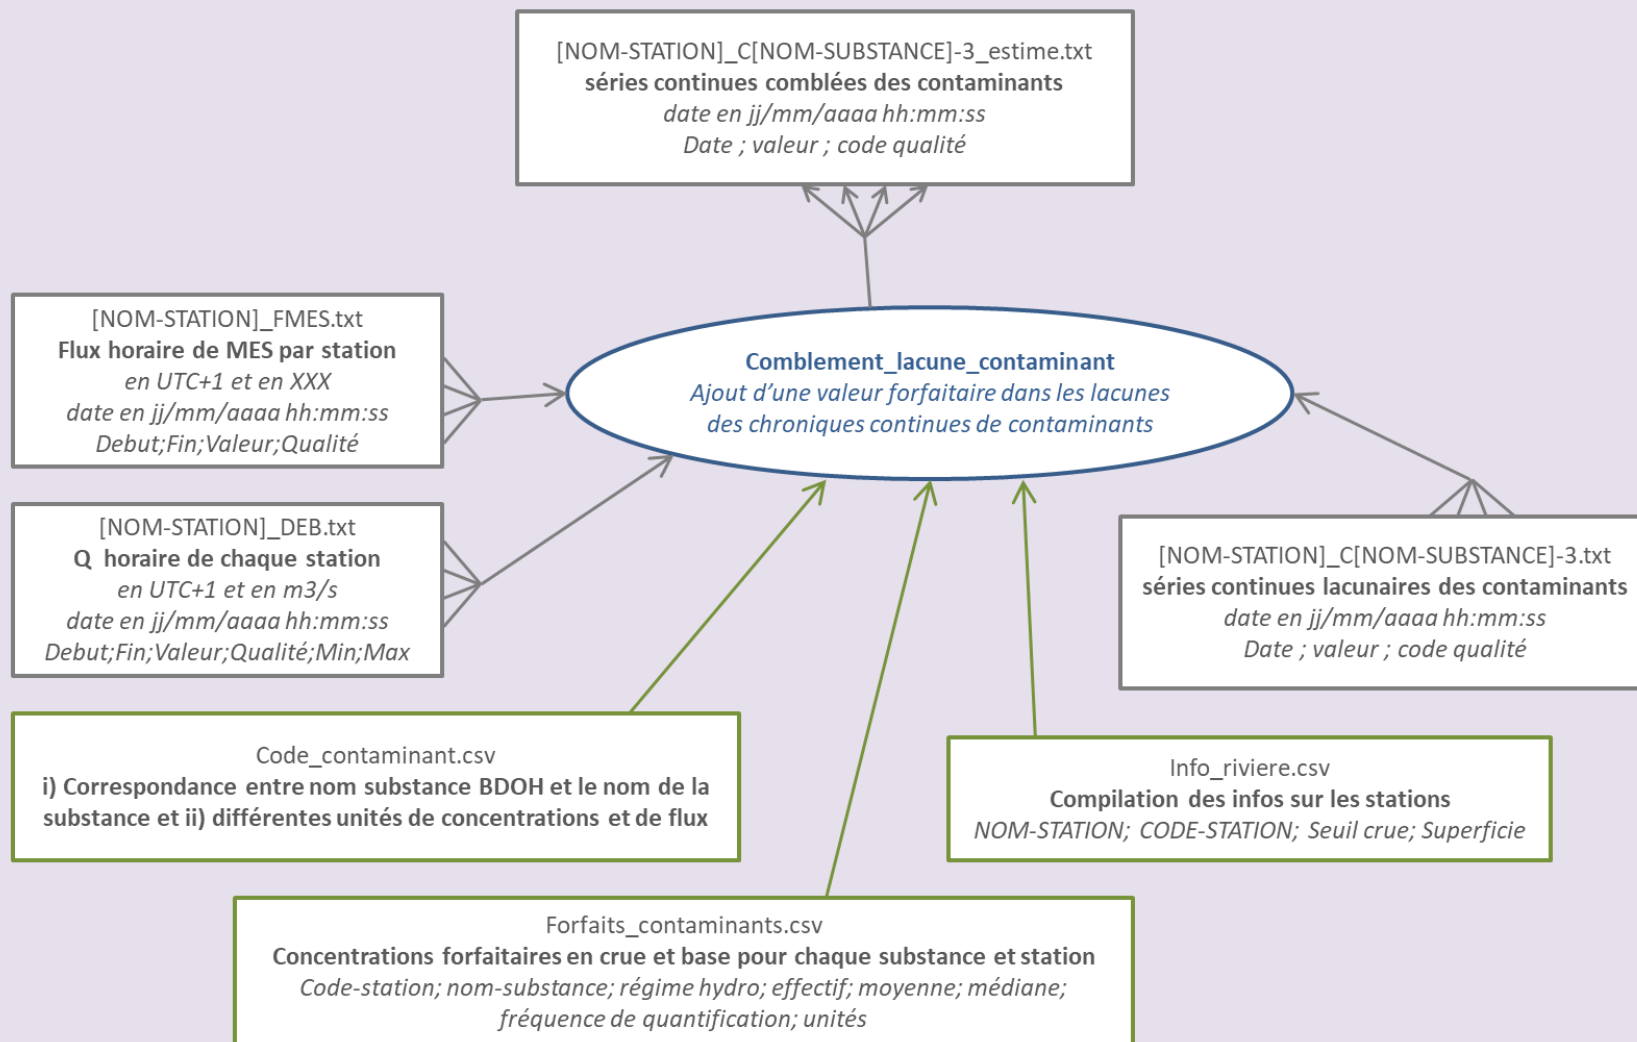 [NOM-STATION]_C[NOM-SUBSTANCE]-3_estime.txt
séries continues comblées des contaminants
date en jj/mm/aaaa hh:mm:ss
Date ; valeur ; code qualité
[NOM-STATION]_FMES.txt
Flux horaire de MES par station
en UTC+1 et en XXX
date en jj/mm/aaaa hh:mm:ss
Debut;Fin;Valeur;Qualité
Comblement_lacune_contaminant
Ajout d'une valeur forfaitaire dans les lacunes
des chroniques continues de contaminants
[NOM-STATION]_DEB.txt
Q horaire de chaque station
en UTC+1 et en m3/s
date en jj/mm/aaaa hh:mm:ss
Debut;Fin;Valeur;Qualité;Min;Max
[NOM-STATION]_C[NOM-SUBSTANCE]-3.txt
séries continues lacunaires des contaminants
date en jj/mm/aaaa hh:mm:ss
Date ; valeur ; code qualité
Code_contaminant.csv
i) Correspondance entre nom substance BDOH et le nom de la
substance et ii) différentes unités de concentrations et de flux
Info_riviere.csv
Compilation des infos sur les stations
NOM-STATION; CODE-STATION; Seuil crue; Superficie
Forfaits_contaminants.csv
Concentrations forfaitaires en crue et base pour chaque substance et station
Code-station; nom-substance; régime hydro; effectif; moyenne; médiane;
fréquence de quantification; unités